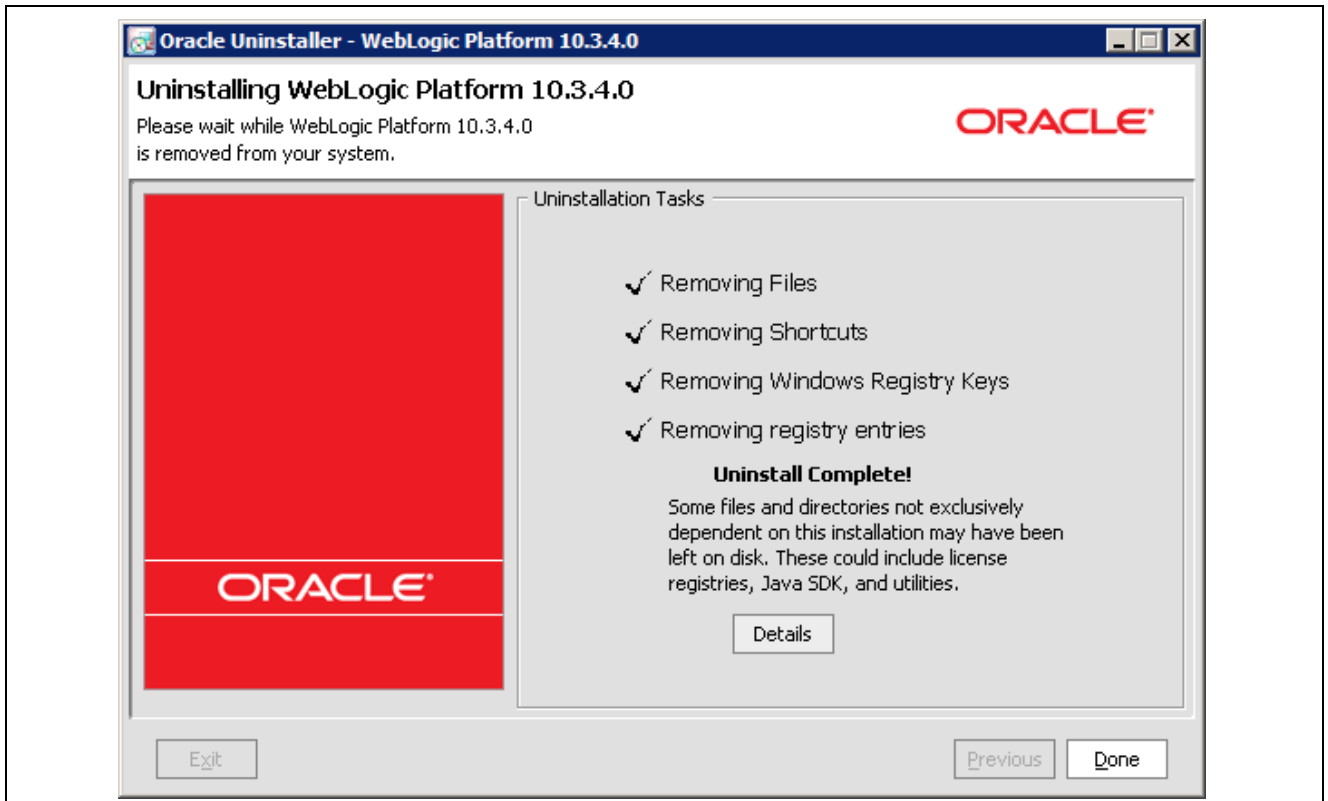 Oracle Uninstaller - WebLogic Platform 10.3.4.0
Uninstalling WebLogic Platform 10.3.4.0
Please wait while WebLogic Platform 10.3.4.0
is removed from your system.
ORACLE
Uninstallation Tasks
Removing Files
Removing Shortcuts
Removing Windows Registry Keys
Removing registry entries
Uninstall Complete!
Some files and directories not exclusively
dependent on this installation may have been
left on disk. These could include license
registries, Java SDK, and utilities.
ORACLE
Details
Exit
Previous
Done